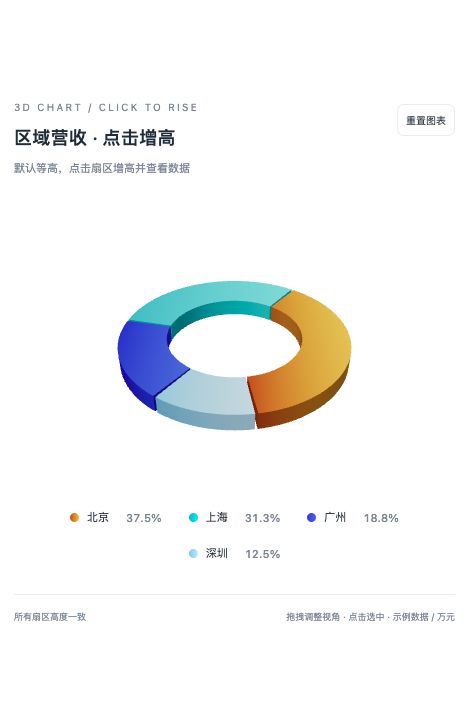 3D CHART / CLICK TO RISE
区域营收 · 点击增高
默认等高，点击扇区增高并查看数据
重置图表
北京 37.5% 上海 31.3% 广州 18.8%
深圳 12.5%
所有扇区高度一致 拖拽调整视角 · 点击选中 · 示例数据 / 万元